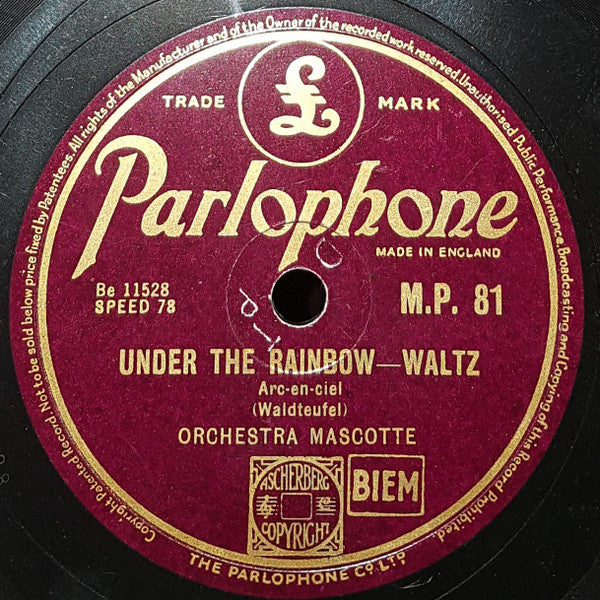 £
TRADE MARK
Parlophone
MADE IN ENGLAND
Be 11528
SPEED 78
M.P. 81
UNDER THE RAINBOW—WALTZ
Arc-en-ciel
(Waldteufel)
ORCHESTRA MASCOTTE
ASCHERBERG
COPYRIGHT
BIEM
Copyright. Patented Record. Not to be sold below price fixed by Patentees. All rights of the Manufacturer and of the Owner of the recorded work reserved. Unauthorised Public Performance, Broadcasting and Copying of this Record Prohibited.
THE PARLOPHONE Co. Ltd.